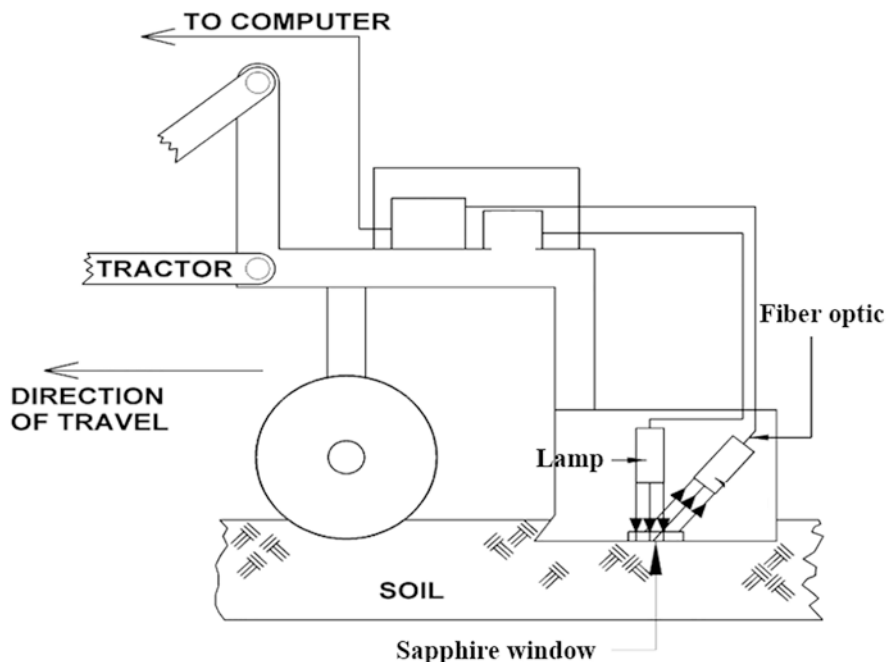 TO COMPUTER
TRACTOR
Fiber optic
DIRECTION
OF TRAVEL
Lamp
SOIL
Sapphire window